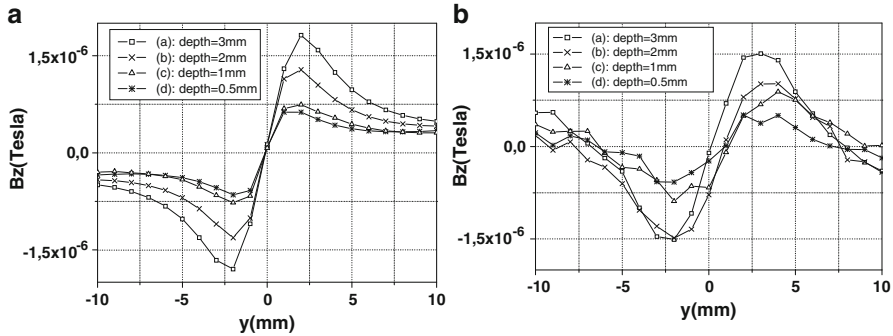 a
Bz(Tesla)
1,5x10-6
0,0
-1,5x10-6
(a): depth=3mm
(b): depth=2mm
(c): depth=1mm
(d): depth=0.5mm
-10 -5 0 5 10
y(mm)
b
Bz(Tesla)
1,5x10-6
0,0
-1,5x10-6
(a): depth=3mm
(b): depth=2mm
(c): depth=1mm
(d): depth=0.5mm
-10 -5 0 5 10
y(mm)